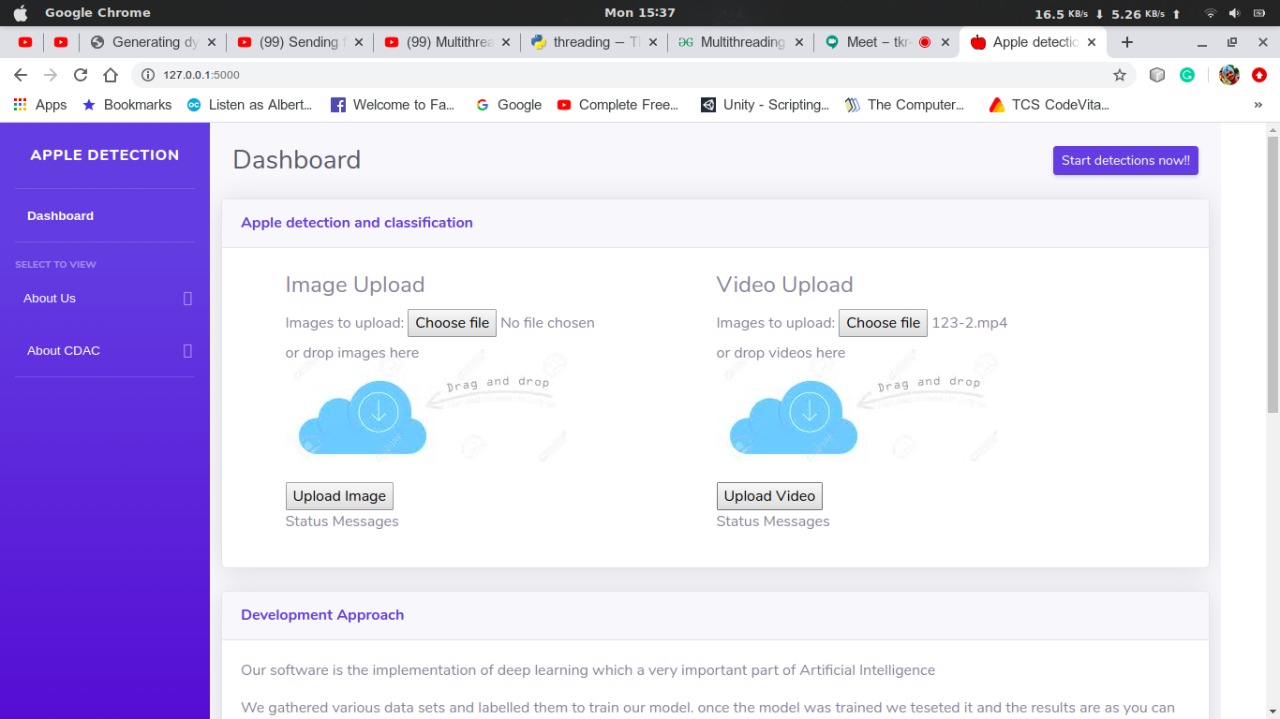 Google Chrome Mon 15:37 16.5 KB/s 5.26 KB/s
Generating dy (99) Sending f (99) Multithrea threading — Tl Multithreading Meet – tkr- Apple detectio
127.0.0.1:5000
Apps Bookmarks Listen as Albert... Welcome to Fa... Google Complete Free... Unity - Scripting... The Computer... TCS CodeVita... »
APPLE DETECTION
Dashboard
SELECT TO VIEW
About Us
About CDAC
Dashboard
Start detections now!!
Apple detection and classification
Image Upload
Images to upload: Choose file No file chosen
or drop images here
Drag and drop
Upload Image
Status Messages
Video Upload
Images to upload: Choose file 123-2.mp4
or drop videos here
Drag and drop
Upload Video
Status Messages
Development Approach
Our software is the implementation of deep learning which a very important part of Artificial Intelligence
We gathered various data sets and labelled them to train our model. once the model was trained we teseted it and the results are as you can